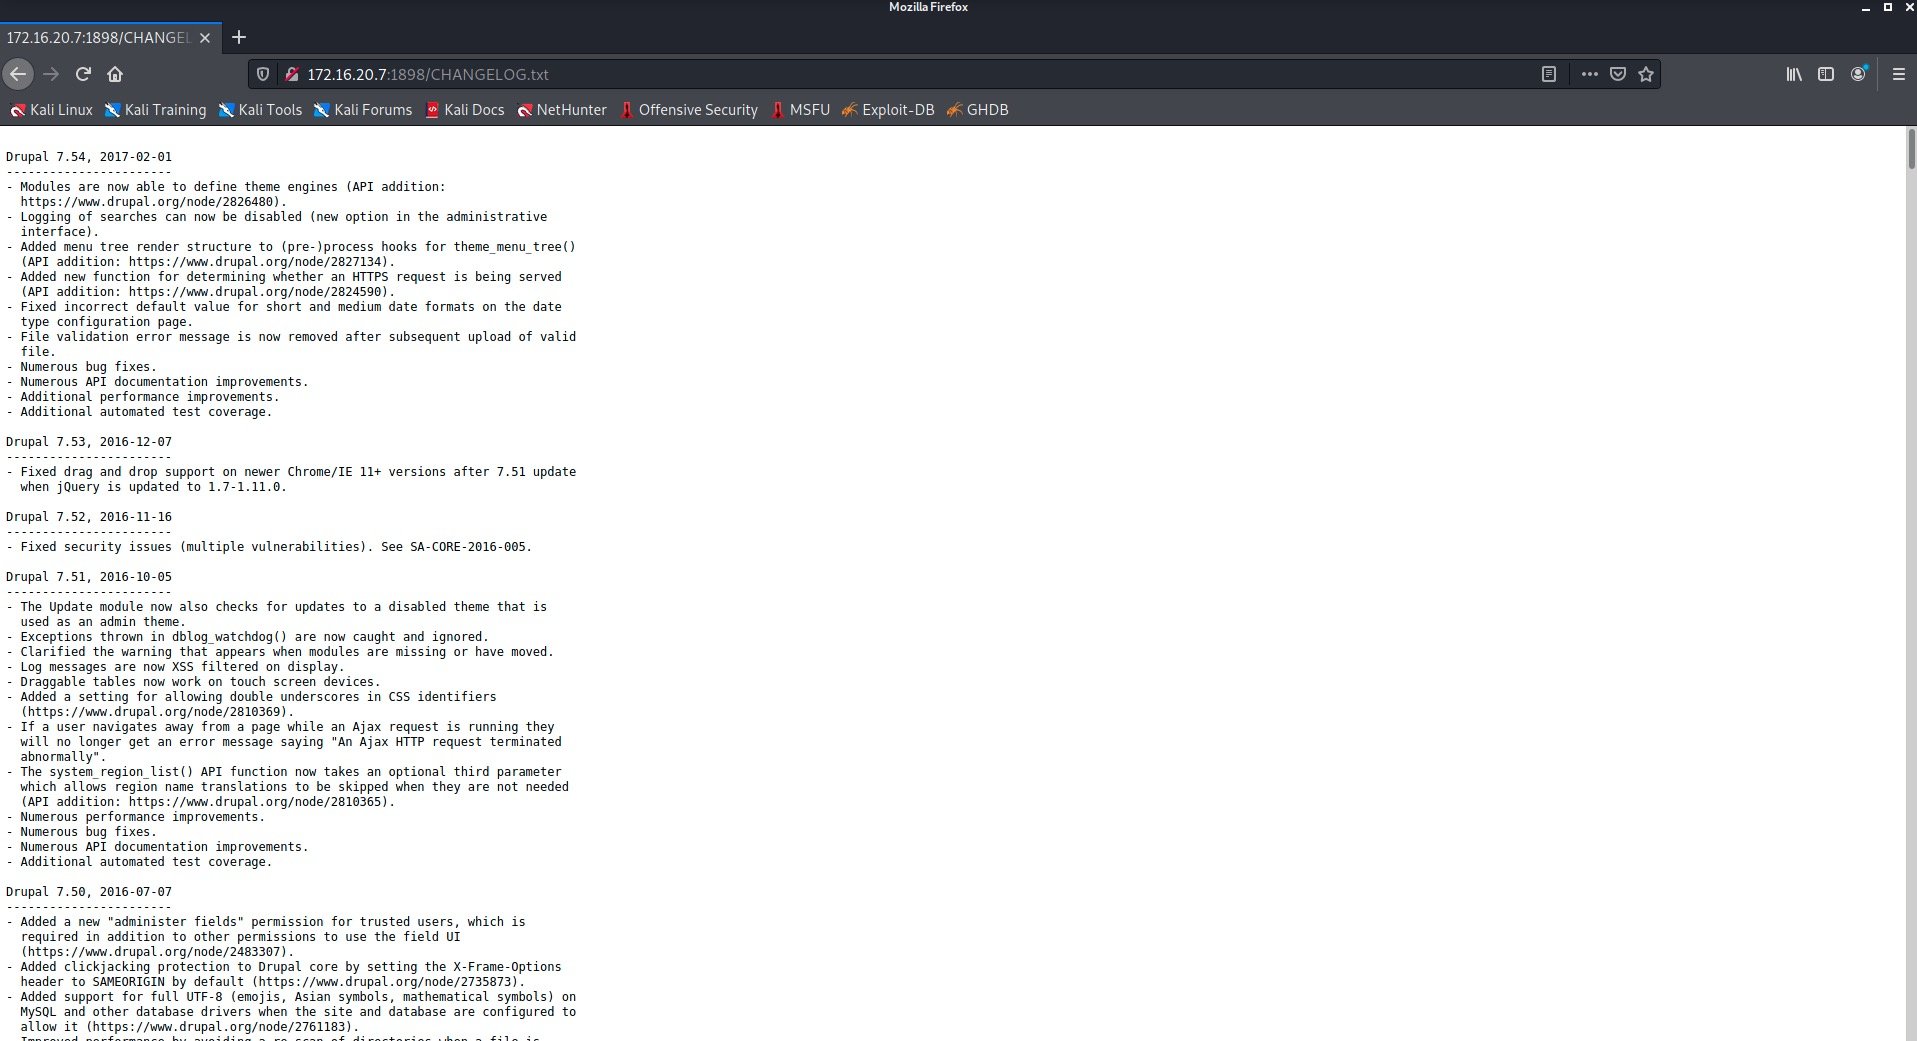 Mozilla Firefox
172.16.20.7:1898/CHANGEL
172.16.20.7:1898/CHANGELOG.txt
Kali Linux Kali Training Kali Tools Kali Forums Kali Docs NetHunter Offensive Security MSFU Exploit-DB GHDB
Drupal 7.54, 2017-02-01
-----------------------
- Modules are now able to define theme engines (API addition:
https://www.drupal.org/node/2826480).
- Logging of searches can now be disabled (new option in the administrative
interface).
- Added menu tree render structure to (pre-)process hooks for theme_menu_tree()
(API addition: https://www.drupal.org/node/2827134).
- Added new function for determining whether an HTTPS request is being served
(API addition: https://www.drupal.org/node/2824590).
- Fixed incorrect default value for short and medium date formats on the date
type configuration page.
- File validation error message is now removed after subsequent upload of valid
file.
- Numerous bug fixes.
- Numerous API documentation improvements.
- Additional performance improvements.
- Additional automated test coverage.
Drupal 7.53, 2016-12-07
-----------------------
- Fixed drag and drop support on newer Chrome/IE 11+ versions after 7.51 update
when jQuery is updated to 1.7-1.11.0.
Drupal 7.52, 2016-11-16
-----------------------
- Fixed security issues (multiple vulnerabilities). See SA-CORE-2016-005.
Drupal 7.51, 2016-10-05
-----------------------
- The Update module now also checks for updates to a disabled theme that is
used as an admin theme.
- Exceptions thrown in dblog_watchdog() are now caught and ignored.
- Clarified the warning that appears when modules are missing or have moved.
- Log messages are now XSS filtered on display.
- Draggable tables now work on touch screen devices.
- Added a setting for allowing double underscores in CSS identifiers
(https://www.drupal.org/node/2810369).
- If a user navigates away from a page while an Ajax request is running they
will no longer get an error message saying "An Ajax HTTP request terminated
abnormally".
- The system_region_list() API function now takes an optional third parameter
which allows region name translations to be skipped when they are not needed
(API addition: https://www.drupal.org/node/2810365).
- Numerous performance improvements.
- Numerous bug fixes.
- Numerous API documentation improvements.
- Additional automated test coverage.
Drupal 7.50, 2016-07-07
-----------------------
- Added a new "administer fields" permission for trusted users, which is
required in addition to other permissions to use the field UI
(https://www.drupal.org/node/2483307).
- Added clickjacking protection to Drupal core by setting the X-Frame-Options
header to SAMEORIGIN by default (https://www.drupal.org/node/2735873).
- Added support for full UTF-8 (emojis, Asian symbols, mathematical symbols) on
MySQL and other database drivers when the site and database are configured to
allow it (https://www.drupal.org/node/2761183).
- Improved performance by avoiding a re-scan of directories when a file is